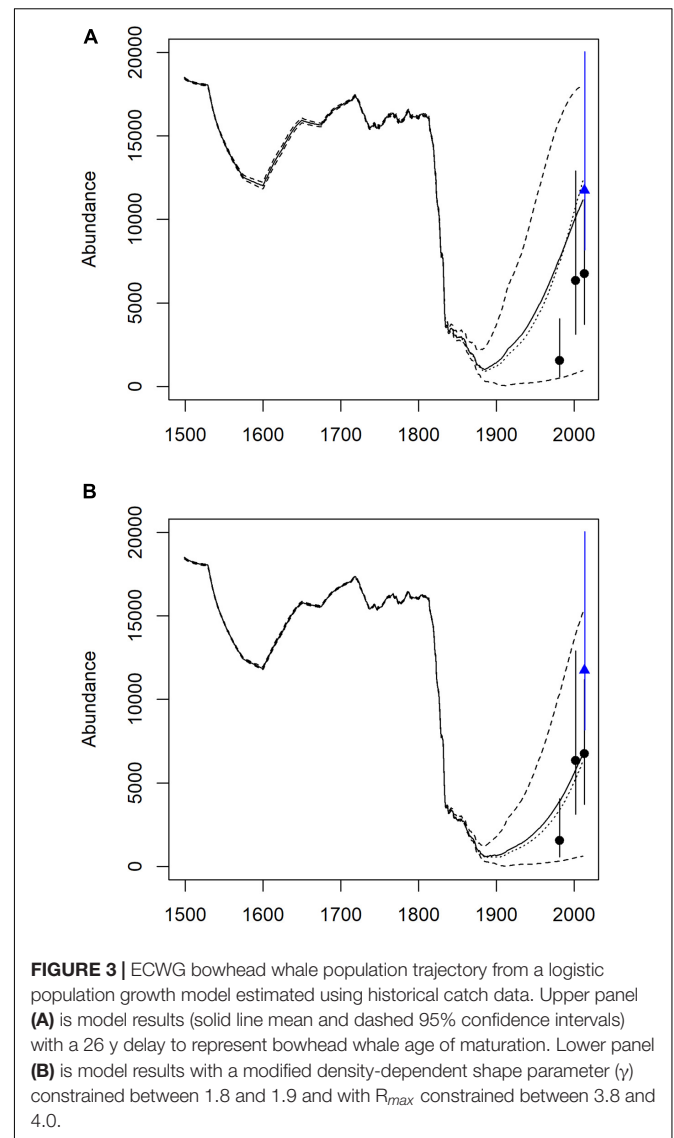 A
20000
15000
10000
5000
0
Abundance
1500 1600 1700 1800 1900 2000
B
20000
15000
10000
5000
0
Abundance
1500 1600 1700 1800 1900 2000
FIGURE 3 | ECWG bowhead whale population trajectory from a logistic
population growth model estimated using historical catch data. Upper panel
(A) is model results (solid line mean and dashed 95% confidence intervals)
with a 26 y delay to represent bowhead whale age of maturation. Lower panel
(B) is model results with a modified density-dependent shape parameter (γ)
constrained between 1.8 and 1.9 and with Rmax constrained between 3.8 and
4.0.